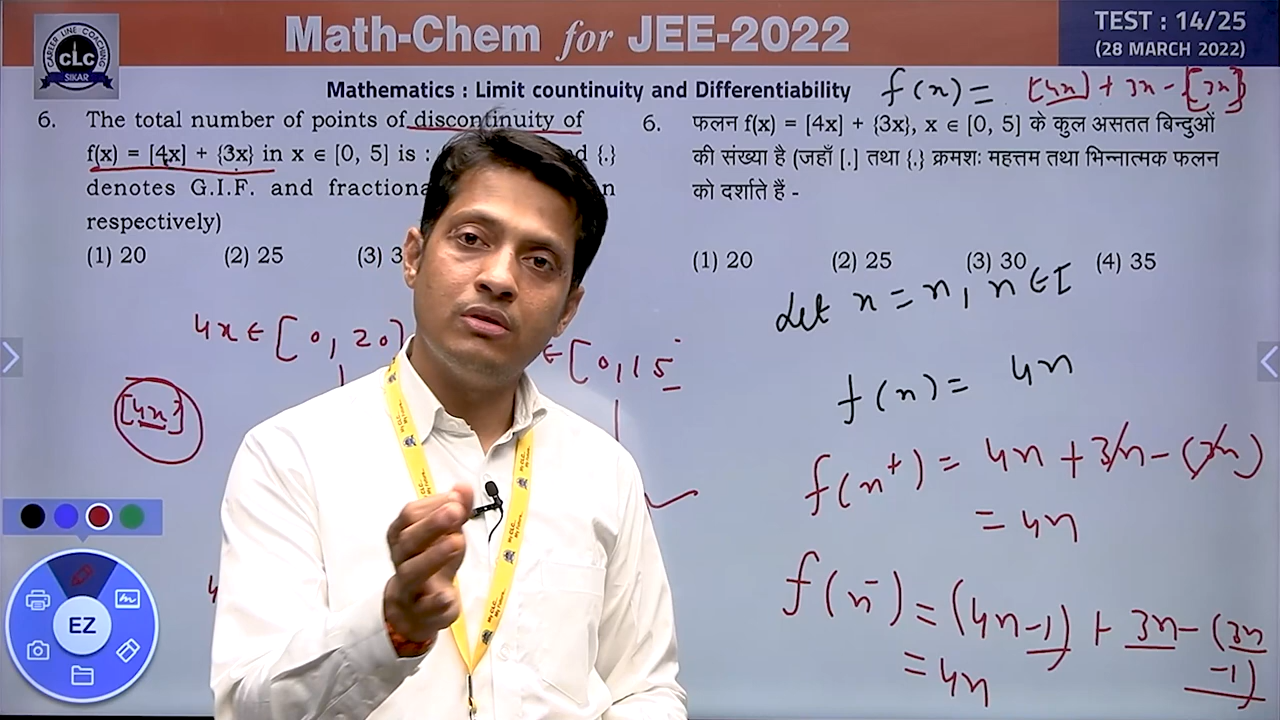 CAREER LINE COACHING
CLC
SIKAR
Math-Chem for JEE-2022
TEST : 14/25
(28 MARCH 2022)
Mathematics : Limit countinuity and Differentiability
f(x) = [4x] + 3x - [3x]
6. The total number of points of discontinuity of
f(x) = [4x] + {3x} in x ∈ [0, 5] is : nd {.}
denotes G.I.F. and fractiona n
respectively)
(1) 20 (2) 25 (3) 3
6. फलन f(x) = [4x] + {3x}, x ∈ [0, 5] के कुल असतत बिन्दुओं
की संख्या है (जहाँ [.] तथा {.} क्रमशः महत्तम तथा भिन्नात्मक फलन
को दर्शाते हैं -
(1) 20 (2) 25 (3) 30 (4) 35
4x ∈ [0, 20]
∈ [0, 15
[4x]
Let x = n, n ∈ I
f(n) = 4n
f(n⁺) = 4n + 3n - (3n)
= 4n
f(n⁻) = (4n-1) + 3n - (3n
-1)
= 4n
4
EZ